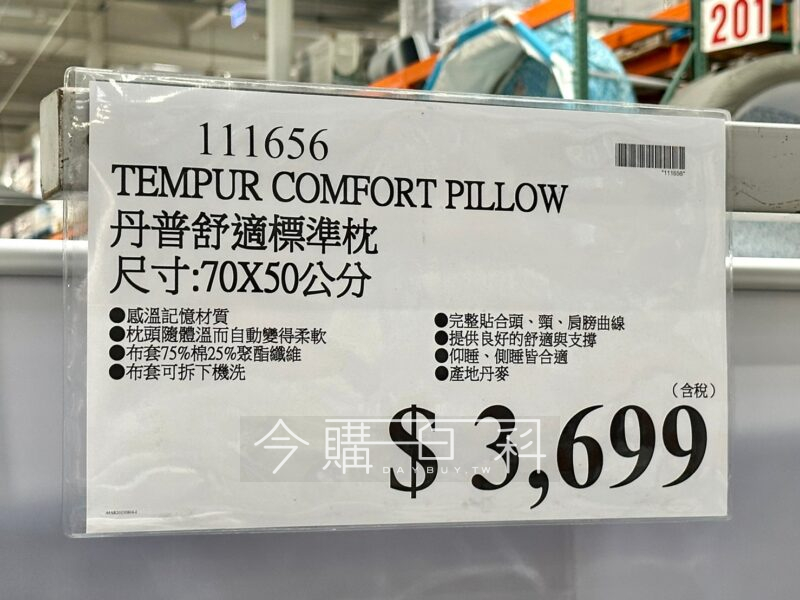 201
111656
*111656*
TEMPUR COMFORT PILLOW
丹普舒適標準枕
尺寸:70X50公分
●感溫記憶材質
●枕頭隨體溫而自動變得柔軟
●布套75%棉25%聚酯纖維
●布套可拆下機洗
●完整貼合頭、頸、肩膀曲線
●提供良好的舒適與支撐
●仰睡、側睡皆合適
●產地丹麥
（含稅）
$ 3,699
今購百科
DAYBUY.TW